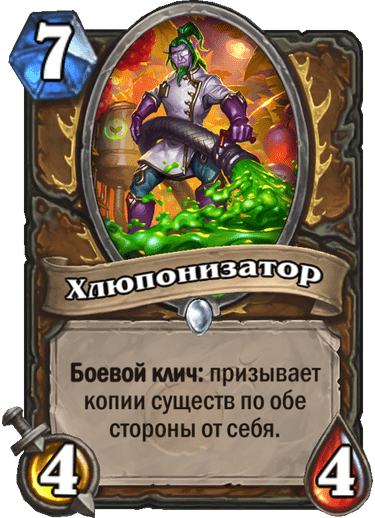 7
Хлюпонизатор
Боевой клич: призывает
копии существ по обе
стороны от себя.
4
4